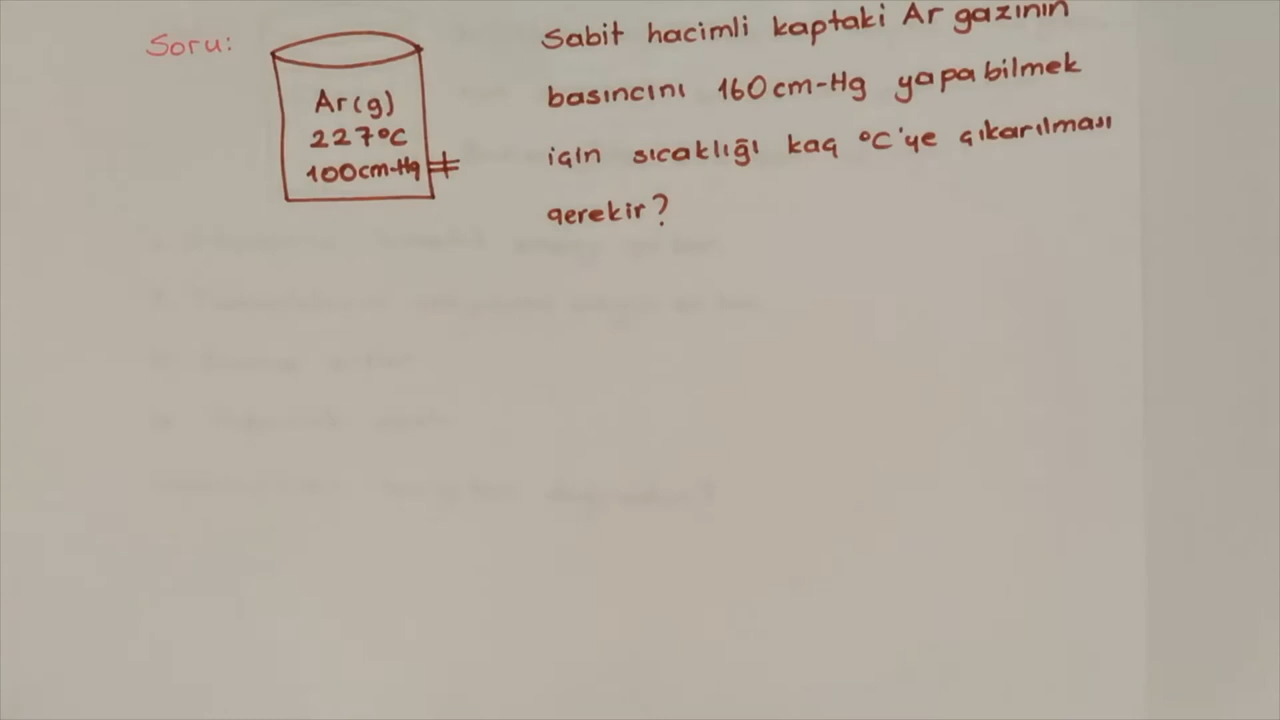 Soru:
Ar(g)
227°C
100cm-Hg
Sabit hacimli kaptaki Ar gazının
basıncını 160cm-Hg yapabilmek
için sıcaklığı kaç °C'ye çıkarılması
gerekir?